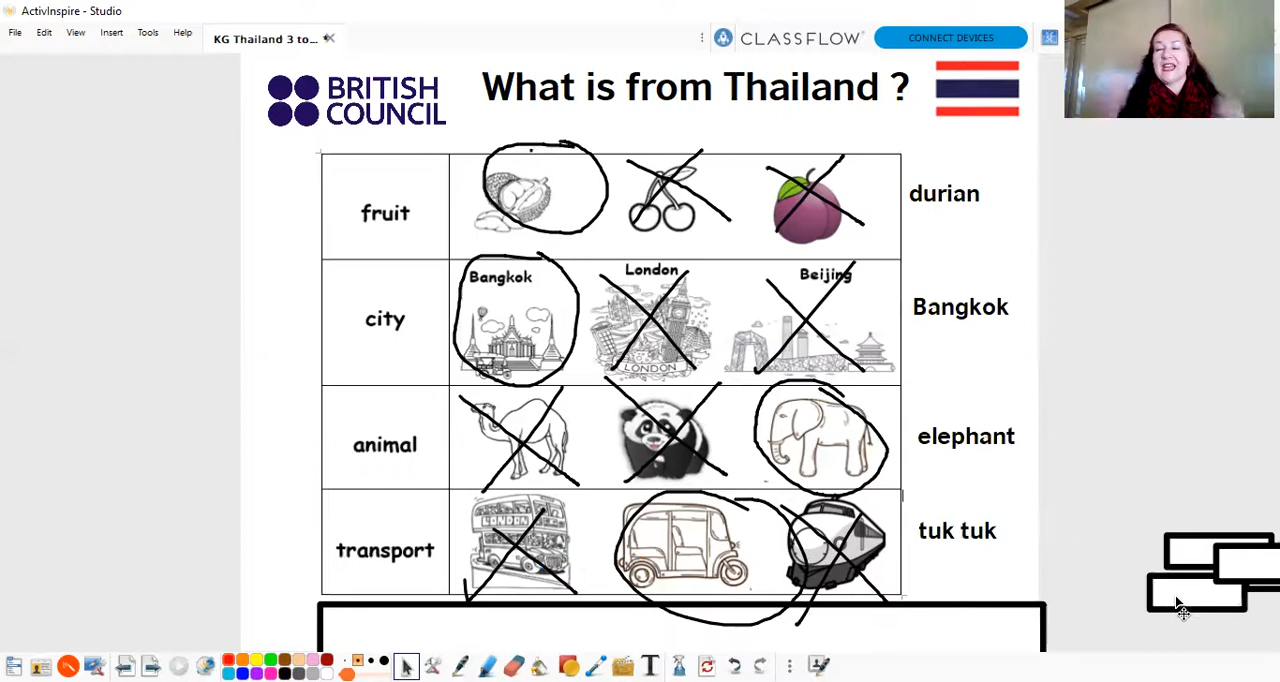 ActivInspire - Studio
File Edit View Insert Tools Help
KG Thailand 3 to...
CLASSFLOW
CONNECT DEVICES
BRITISH
COUNCIL
What is from Thailand ?
fruit
durian
city
Bangkok
London
Beijing
LONDON
Bangkok
animal
elephant
transport
LONDON
tuk tuk